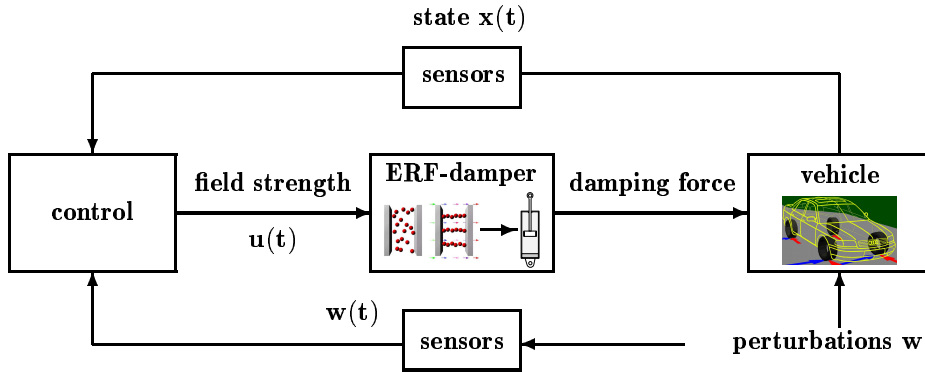 state x(t)
sensors
control
field strength
u(t)
ERF-damper
damping force
vehicle
w(t)
sensors
perturbations w